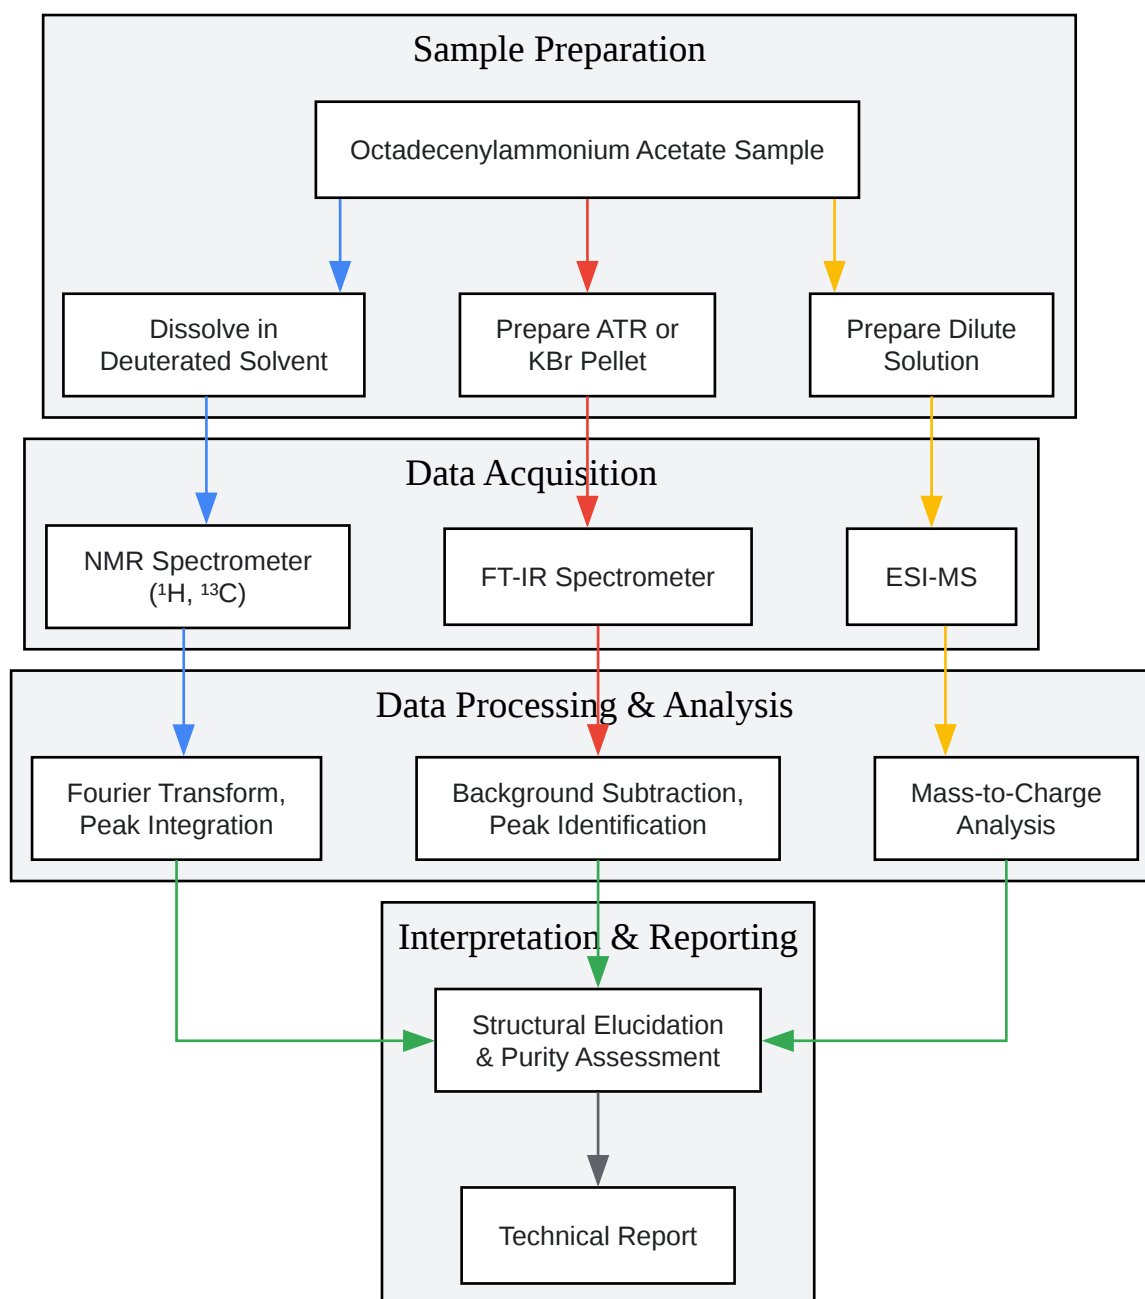 Sample Preparation
Octadecenylammonium Acetate Sample
Dissolve in
Deuterated Solvent
Prepare ATR or
KBr Pellet
Prepare Dilute
Solution
Data Acquisition
NMR Spectrometer
(¹H, ¹³C)
FT-IR Spectrometer
ESI-MS
Data Processing & Analysis
Fourier Transform,
Peak Integration
Background Subtraction,
Peak Identification
Mass-to-Charge
Analysis
Interpretation & Reporting
Structural Elucidation
& Purity Assessment
Technical Report